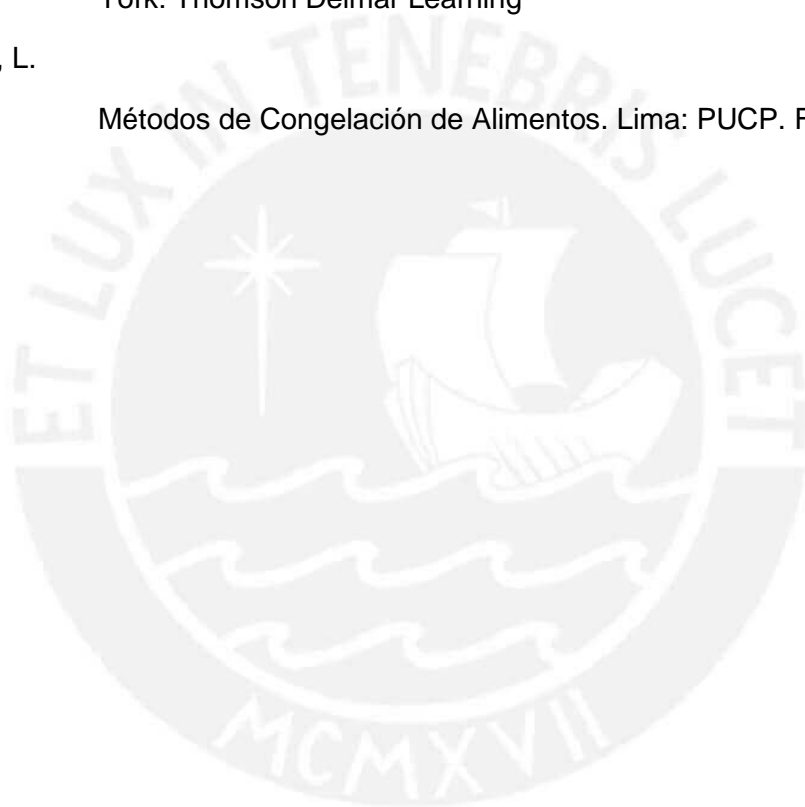 York: Thomson Delmar Learning
, L.
Métodos de Congelación de Alimentos. Lima: PUCP. F
ET LUX IN TENEBRIS LUCET
MCMXVII